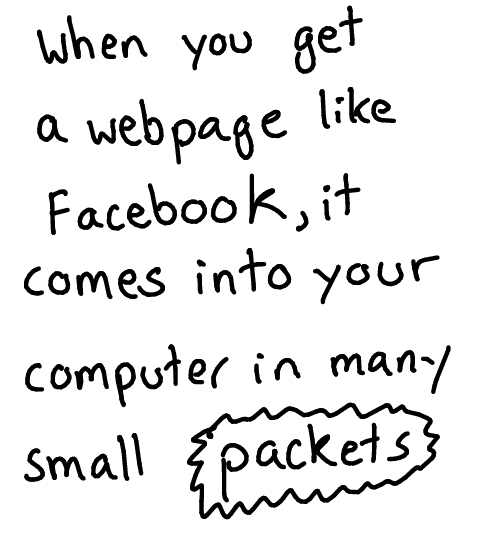 when you get
a webpage like
Facebook, it
comes into your
computer in many
small packets